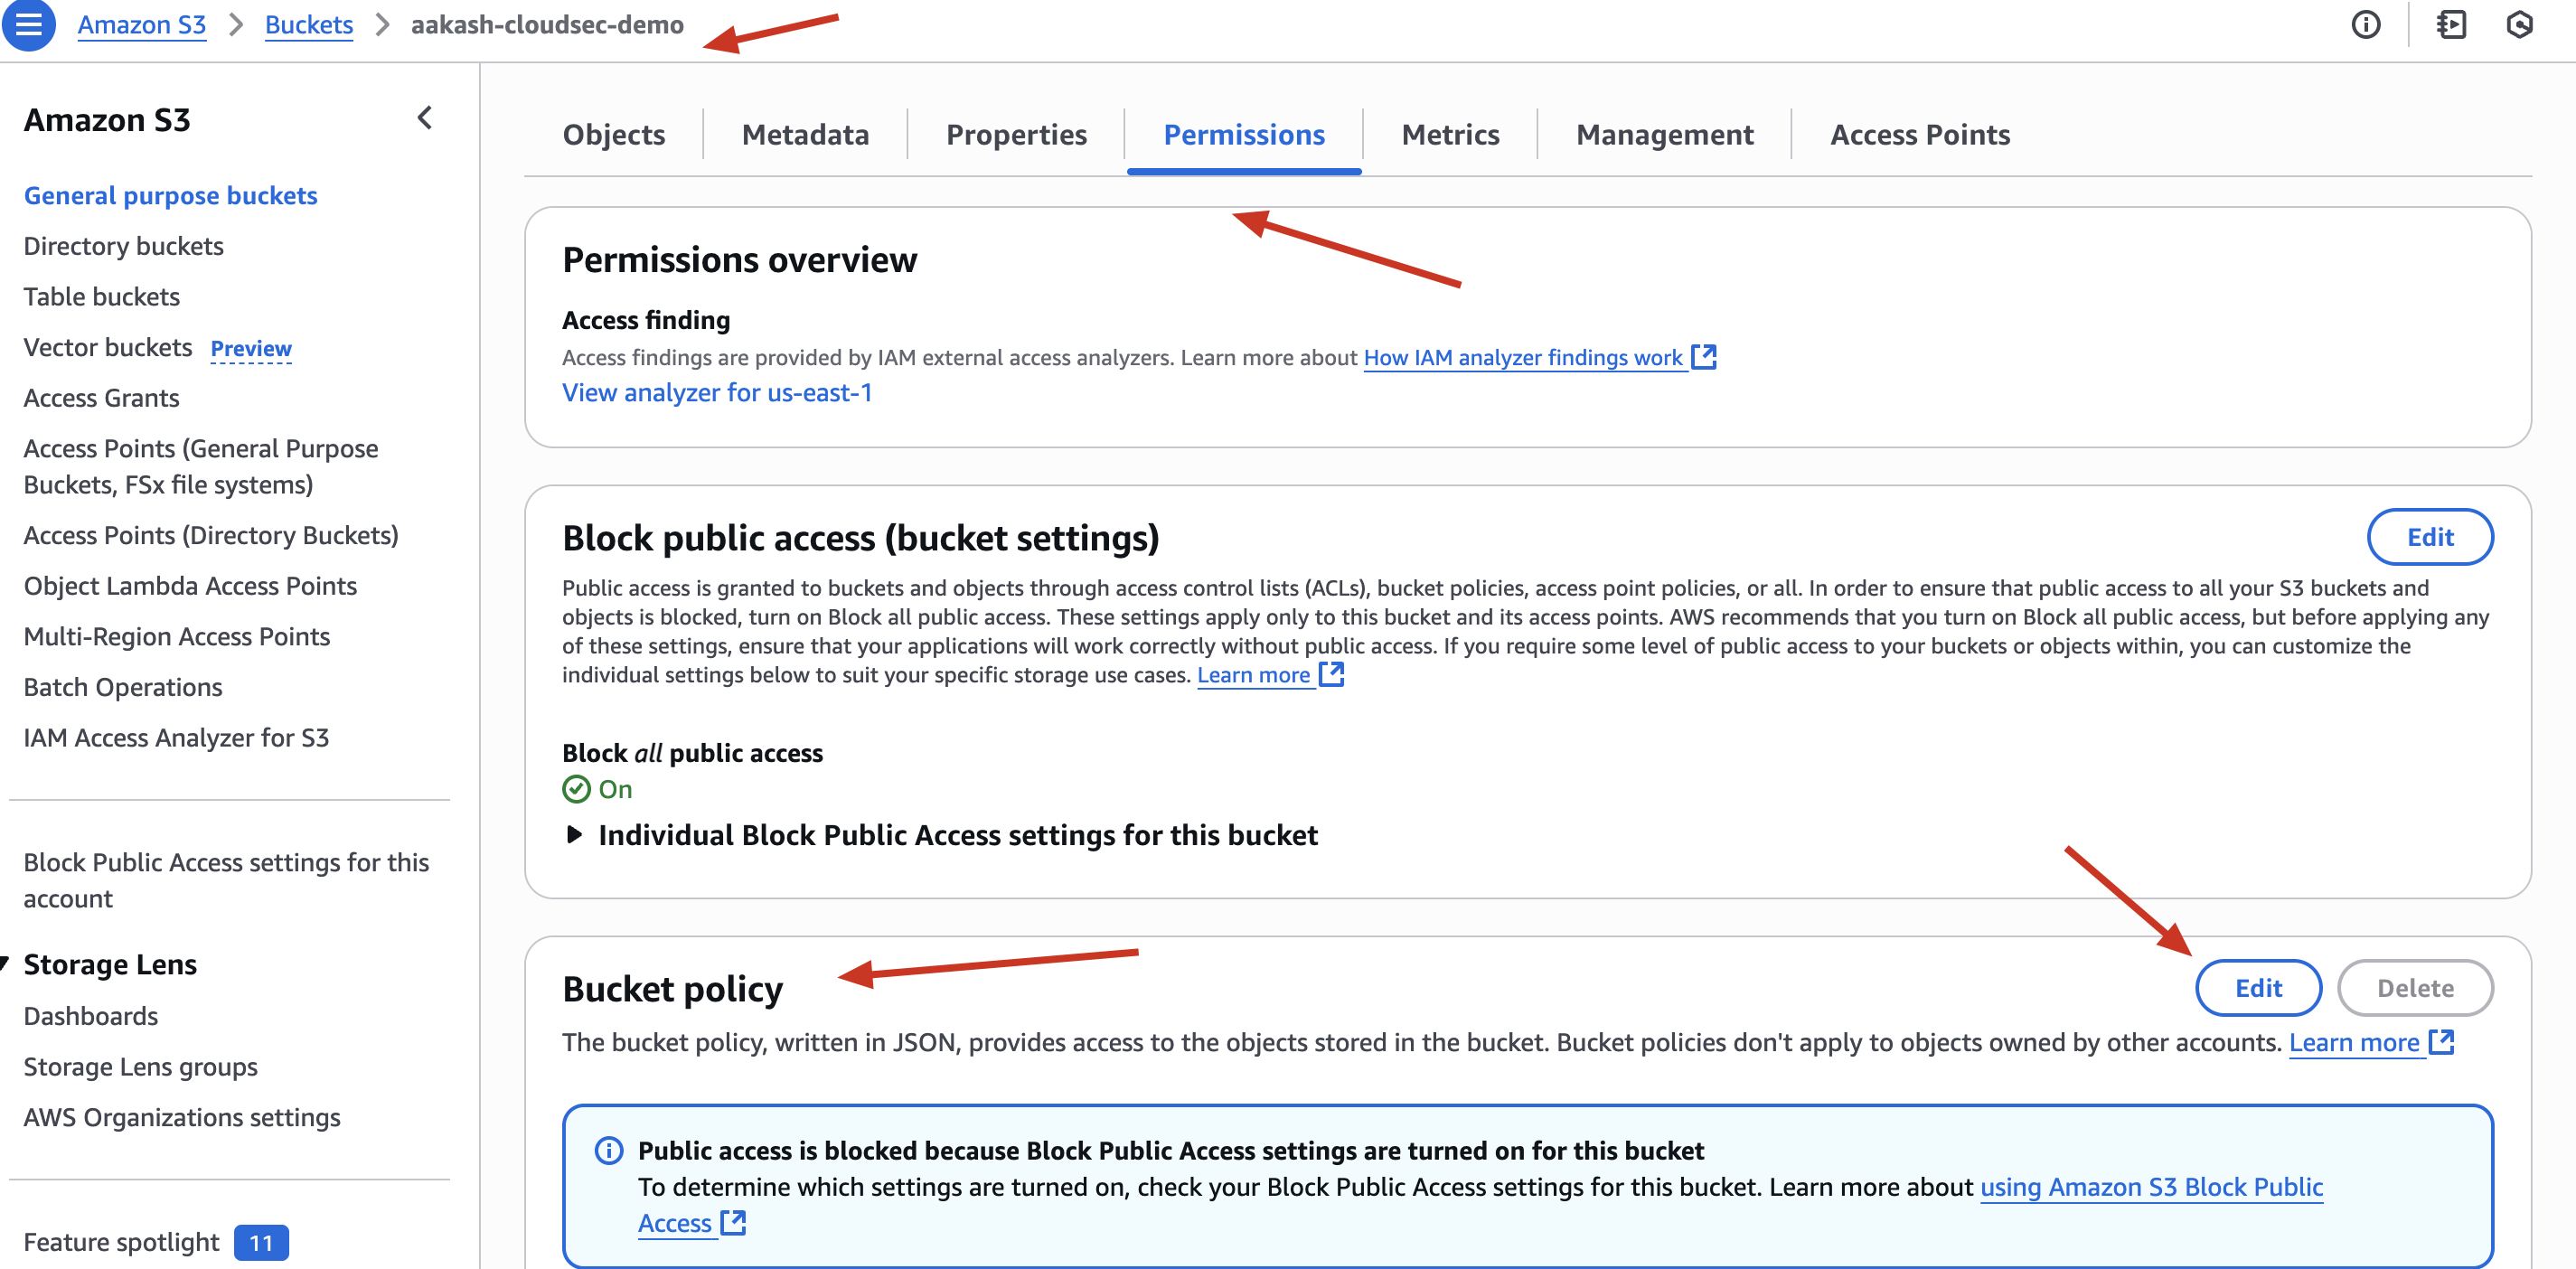 Amazon S3 > Buckets > aakash-cloudsec-demo
Amazon S3
General purpose buckets
Directory buckets
Table buckets
Vector buckets Preview
Access Grants
Access Points (General Purpose
Buckets, FSx file systems)
Access Points (Directory Buckets)
Object Lambda Access Points
Multi-Region Access Points
Batch Operations
IAM Access Analyzer for S3
Block Public Access settings for this
account
Storage Lens
Dashboards
Storage Lens groups
AWS Organizations settings
Feature spotlight 11
Objects Metadata Properties Permissions Metrics Management Access Points
Permissions overview
Access finding
Access findings are provided by IAM external access analyzers. Learn more about How IAM analyzer findings work
View analyzer for us-east-1
Block public access (bucket settings)
Edit
Public access is granted to buckets and objects through access control lists (ACLs), bucket policies, access point policies, or all. In order to ensure that public access to all your S3 buckets and
objects is blocked, turn on Block all public access. These settings apply only to this bucket and its access points. AWS recommends that you turn on Block all public access, but before applying any
of these settings, ensure that your applications will work correctly without public access. If you require some level of public access to your buckets or objects within, you can customize the
individual settings below to suit your specific storage use cases. Learn more
Block all public access
On
Individual Block Public Access settings for this bucket
Bucket policy
Edit Delete
The bucket policy, written in JSON, provides access to the objects stored in the bucket. Bucket policies don't apply to objects owned by other accounts. Learn more
Public access is blocked because Block Public Access settings are turned on for this bucket
To determine which settings are turned on, check your Block Public Access settings for this bucket. Learn more about using Amazon S3 Block Public
Access